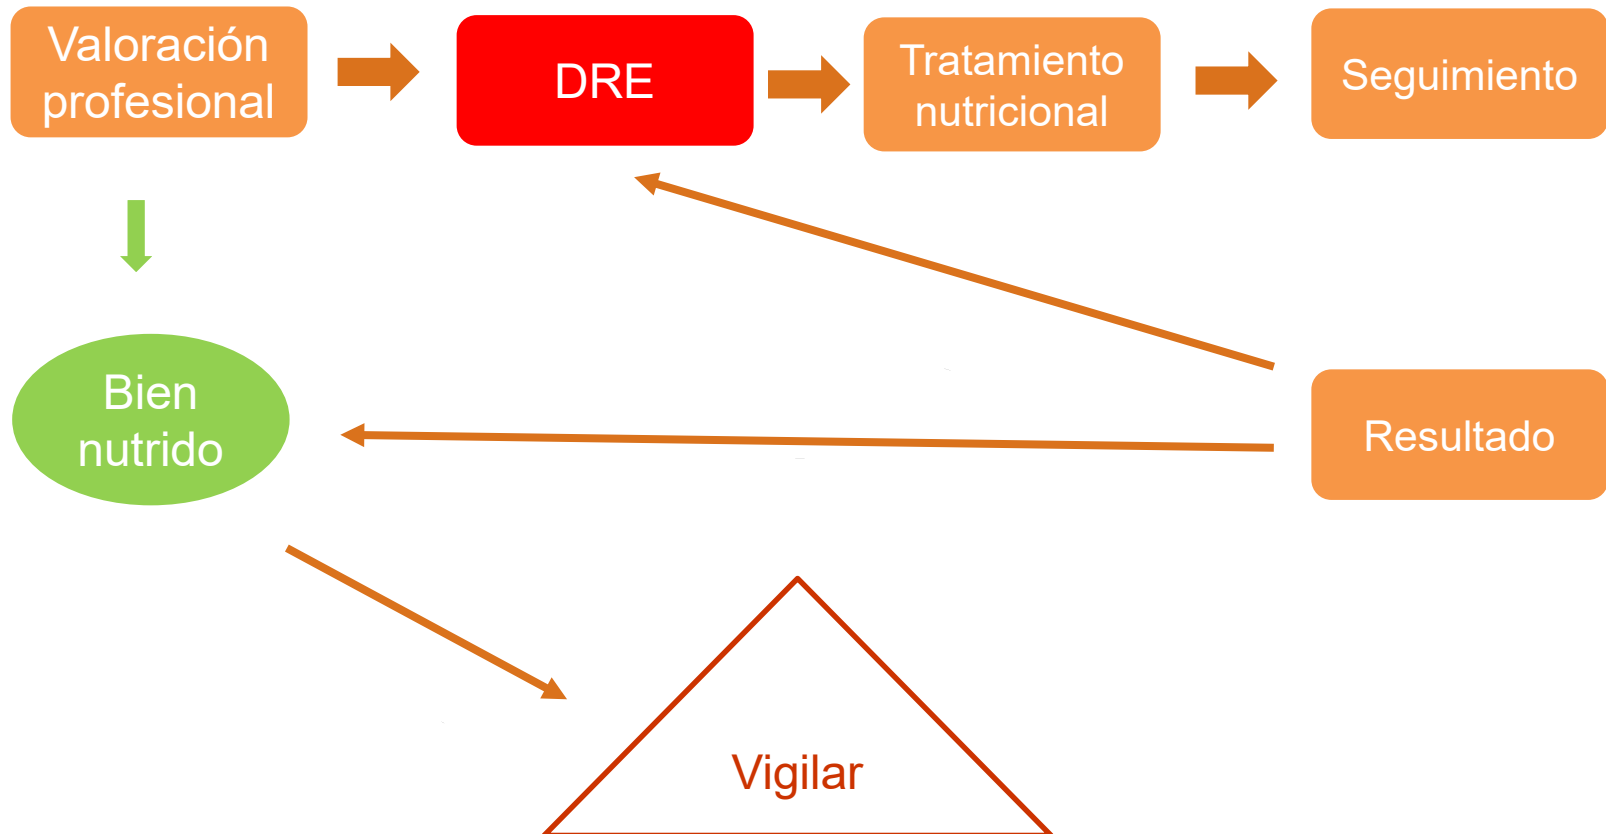 Valoración
profesional
DRE
Tratamiento
nutricional
Seguimiento
Bien
nutrido
Resultado
Vigilar